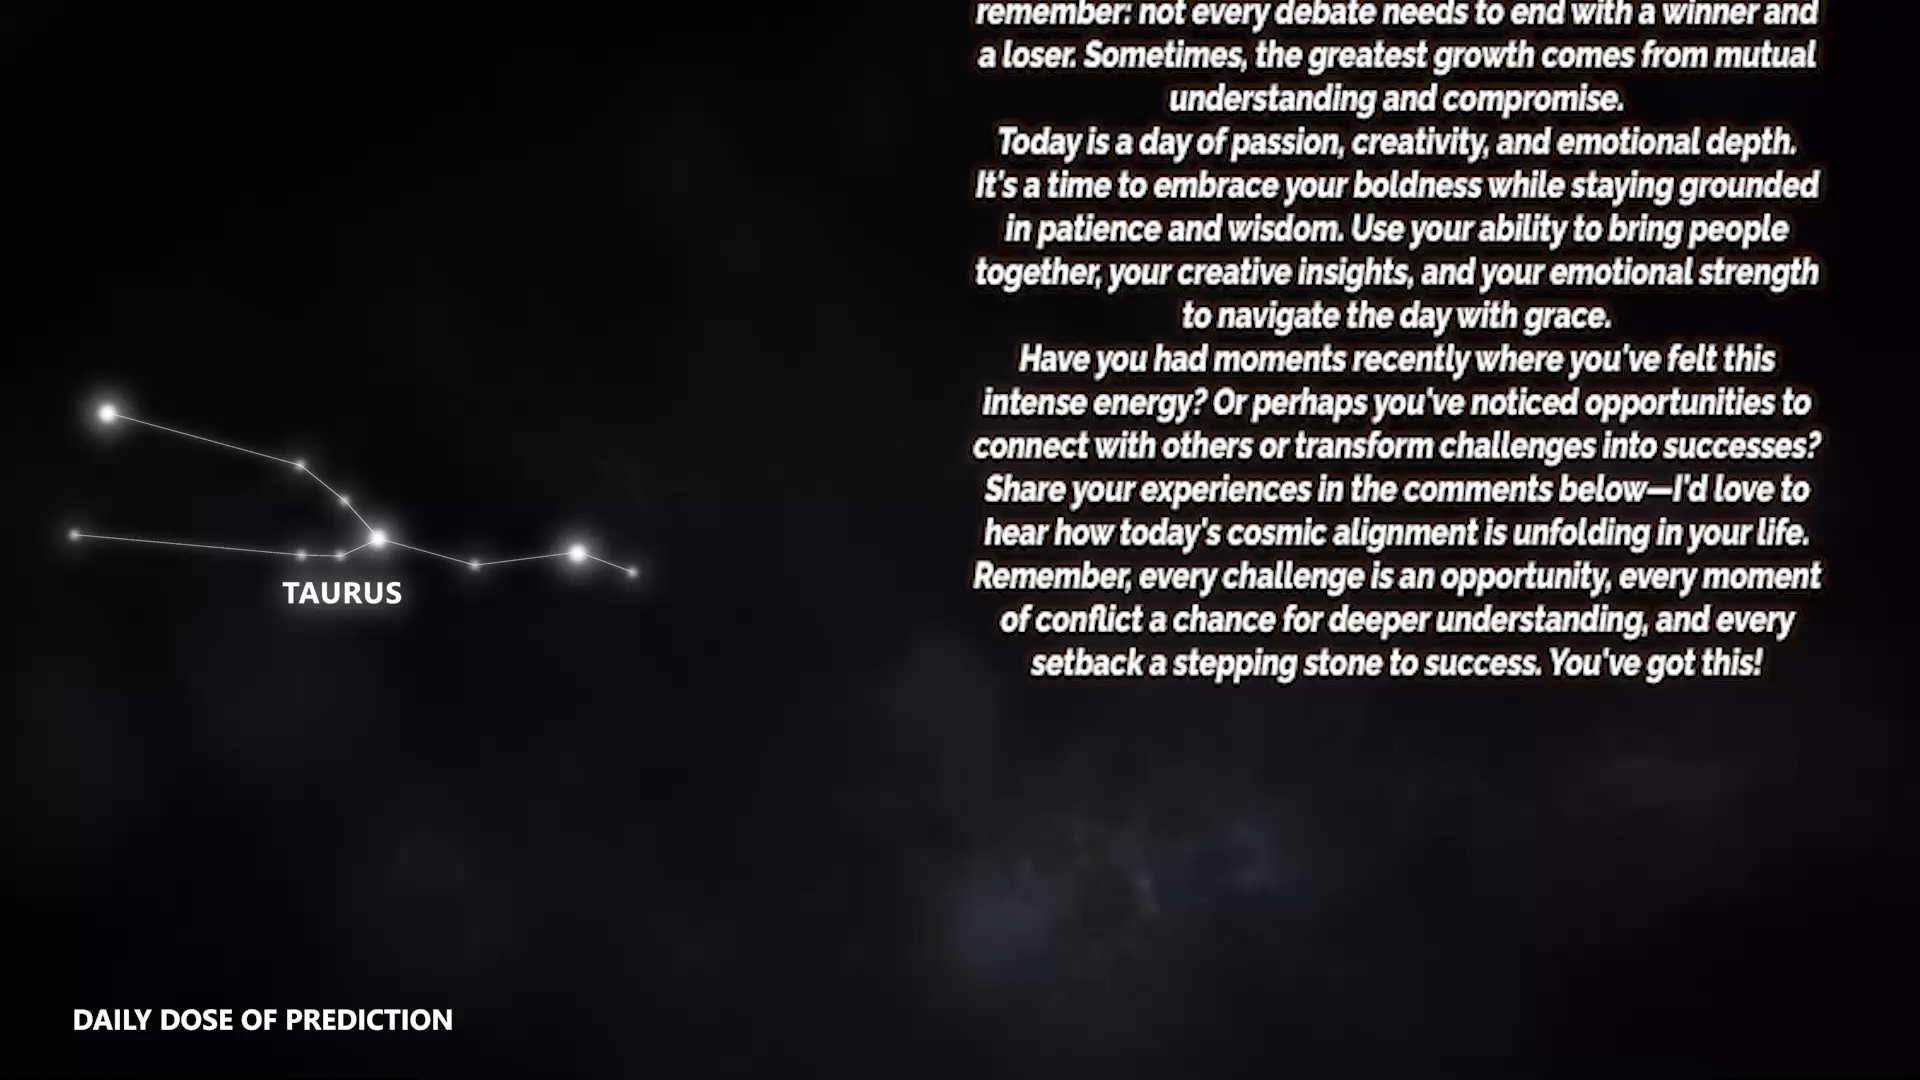 remember: not every debate needs to end with a winner and
a loser. Sometimes, the greatest growth comes from mutual
understanding and compromise.
Today is a day of passion, creativity, and emotional depth.
It's a time to embrace your boldness while staying grounded
in patience and wisdom. Use your ability to bring people
together, your creative insights, and your emotional strength
to navigate the day with grace.
Have you had moments recently where you've felt this
intense energy? Or perhaps you've noticed opportunities to
connect with others or transform challenges into successes?
Share your experiences in the comments below—I'd love to
hear how today's cosmic alignment is unfolding in your life.
Remember, every challenge is an opportunity, every moment
of conflict a chance for deeper understanding, and every
setback a stepping stone to success. You've got this!
TAURUS
DAILY DOSE OF PREDICTION